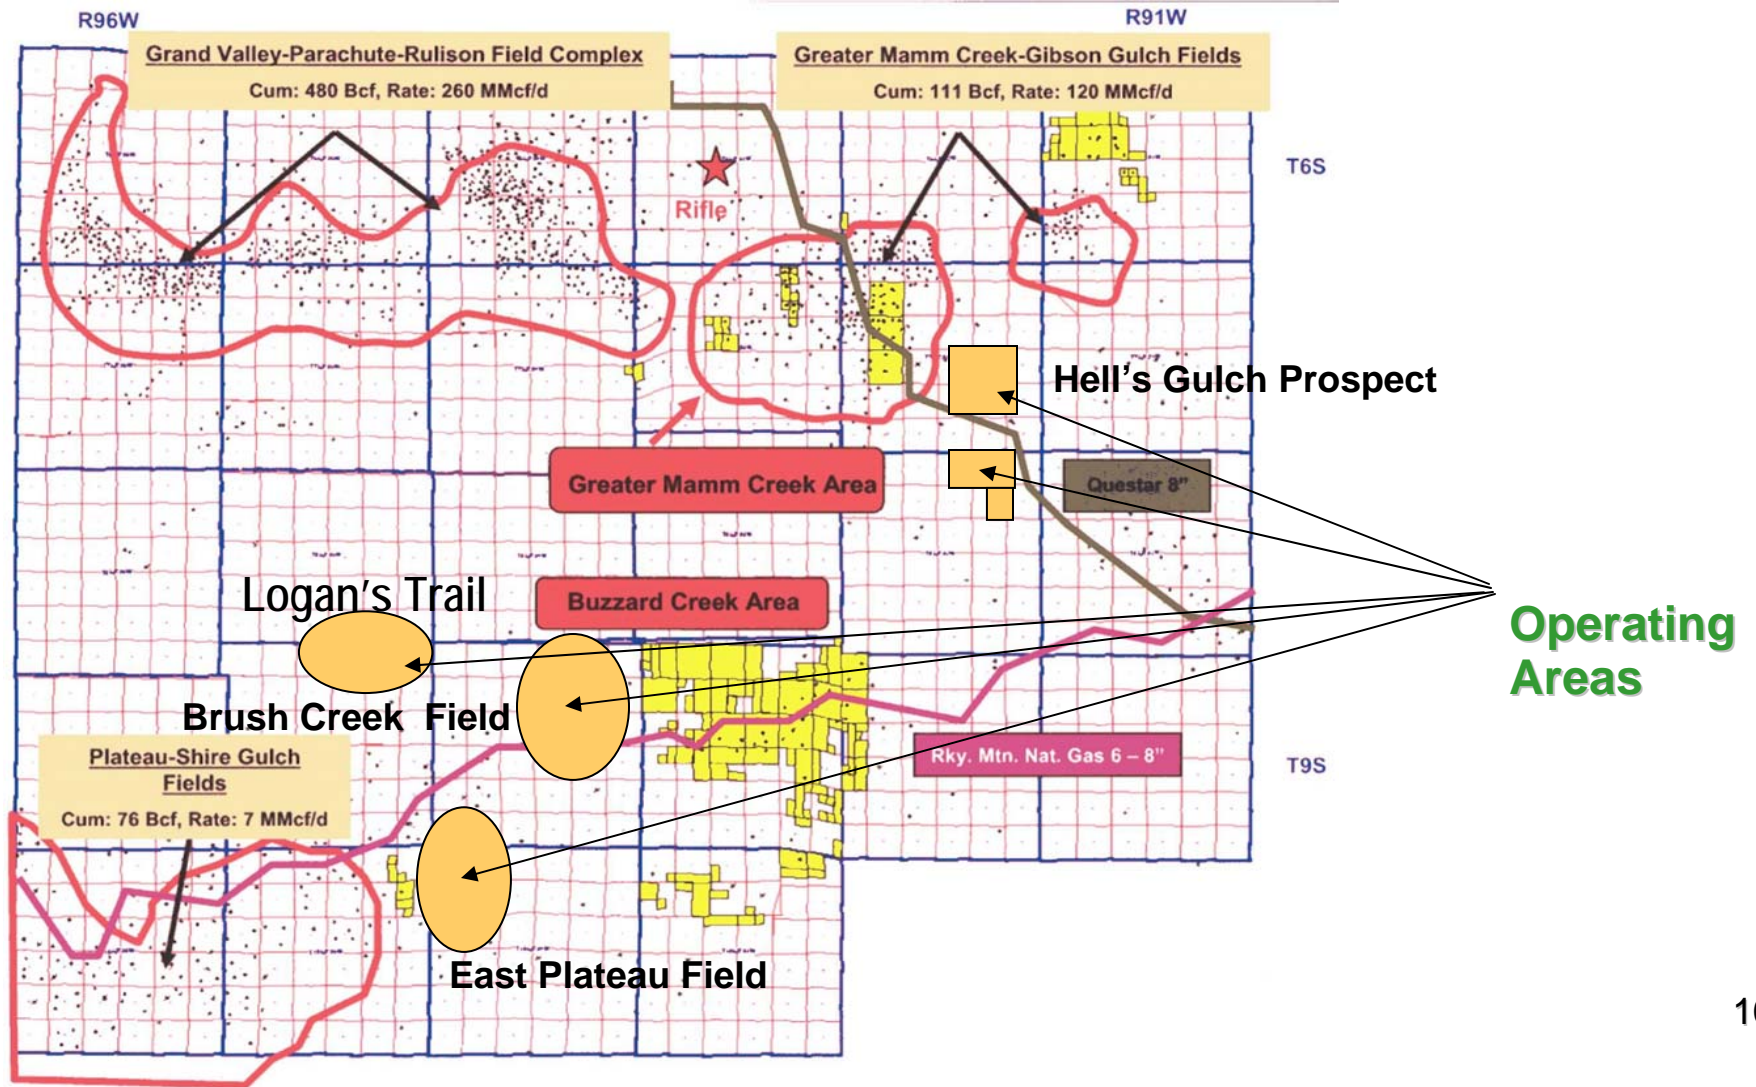 R96W
R91W
Grand Valley-Parachute-Rulison Field Complex
Cum: 480 Bcf, Rate: 260 MMcf/d
Greater Mamm Creek-Gibson Gulch Fields
Cum: 111 Bcf, Rate: 120 MMcf/d
T6S
Rifle
Hell’s Gulch Prospect
Greater Mamm Creek Area
Questar 8”
Logan’s Trail
Buzzard Creek Area
Operating
Areas
Brush Creek Field
Plateau-Shire Gulch
Fields
Cum: 76 Bcf, Rate: 7 MMcf/d
Rky. Mtn. Nat. Gas 6 – 8”
T9S
East Plateau Field